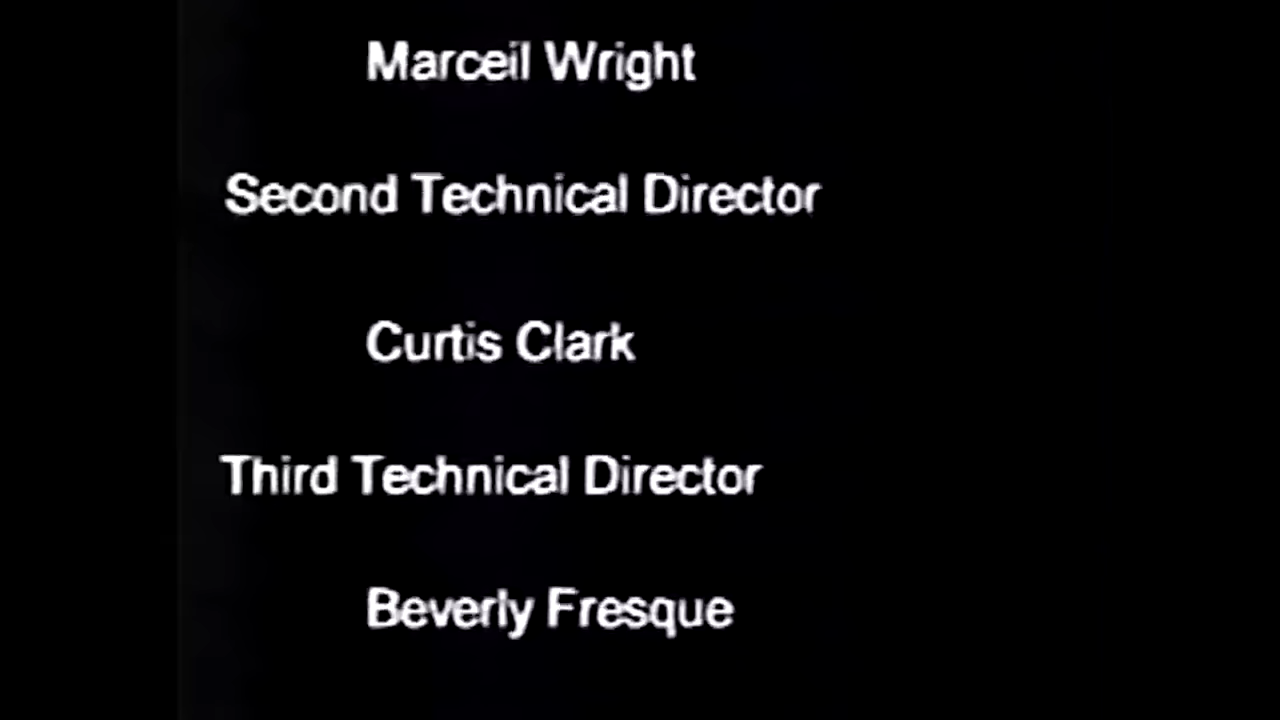 Marceil Wright
Second Technical Director
Curtis Clark
Third Technical Director
Beverly Fresque